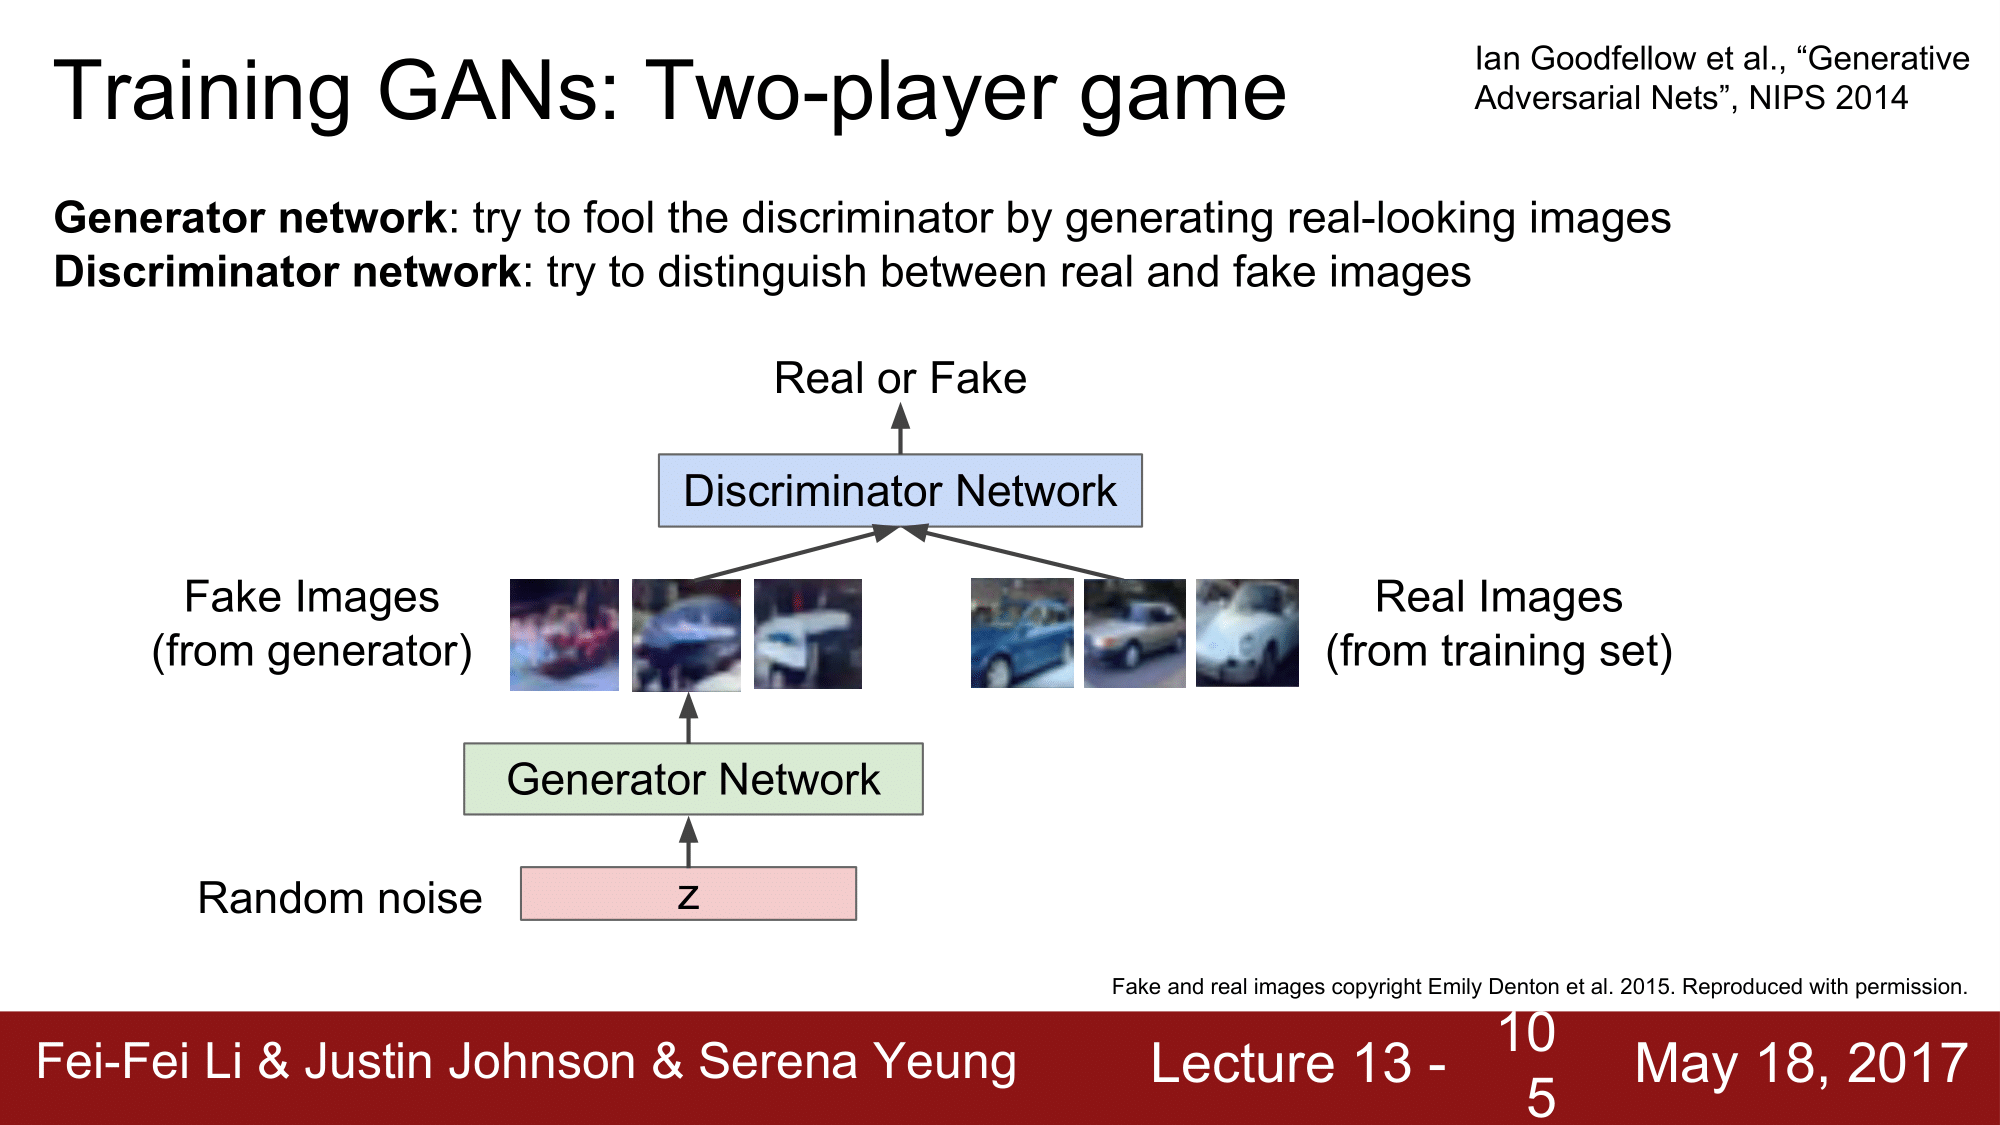 Training GANs: Two-player game
Ian Goodfellow et al., “Generative
Adversarial Nets”, NIPS 2014
Generator network: try to fool the discriminator by generating real-looking images
Discriminator network: try to distinguish between real and fake images
Real or Fake
Discriminator Network
Fake Images
(from generator)
Real Images
(from training set)
Generator Network
Random noise
z
Fake and real images copyright Emily Denton et al. 2015. Reproduced with permission.
Fei-Fei Li & Justin Johnson & Serena Yeung
Lecture 13 -
10
5
May 18, 2017